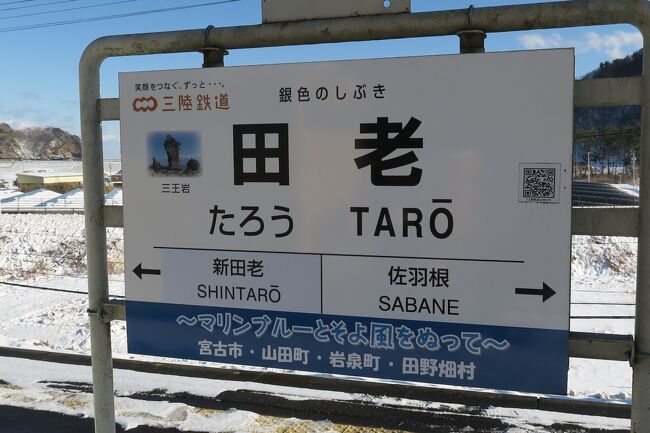 笑顔をつなぐ、ずっと・・・。
三陸鉄道
銀色のしぶき
三王岩
田老
たろう TARŌ
新田老
SHINTARŌ
佐羽根
SABANE
〜マリンブルーとそよ風をぬって〜
宮古市・山田町・岩泉町・田野畑村